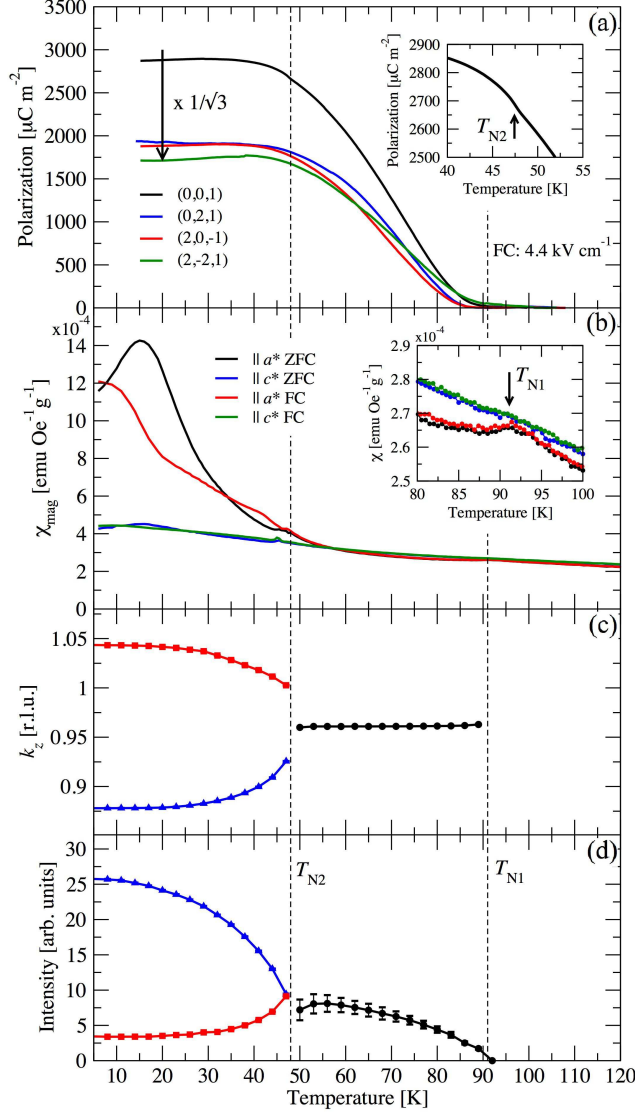 (a)
3500
3000
2500
2000
1500
1000
500
0
Polarization [μC m⁻²]
x 1/√3
(0,0,1)
(0,2,1)
(2,0,-1)
(2,-2,1)
2900
2800
2700
2600
2500
Polarization [μC m⁻²]
T_N2
40 45 50 55
Temperature [K]
FC: 4.4 kV cm⁻¹
(b)
x10⁻⁴
14
12
10
8
6
4
2
0
χ_mag [emu Oe⁻¹ g⁻¹]
|| a* ZFC
|| c* ZFC
|| a* FC
|| c* FC
x10⁻⁴
2.9
2.8
2.7
2.6
2.5
χ [emu Oe⁻¹ g⁻¹]
T_N1
80 85 90 95 100
Temperature [K]
(c)
1.05
1
0.95
0.9
k_z [r.l.u.]
(d)
30
25
20
15
10
5
0
Intensity [arb. units]
T_N2
T_N1
10 20 30 40 50 60 70 80 90 100 110 120
Temperature [K]